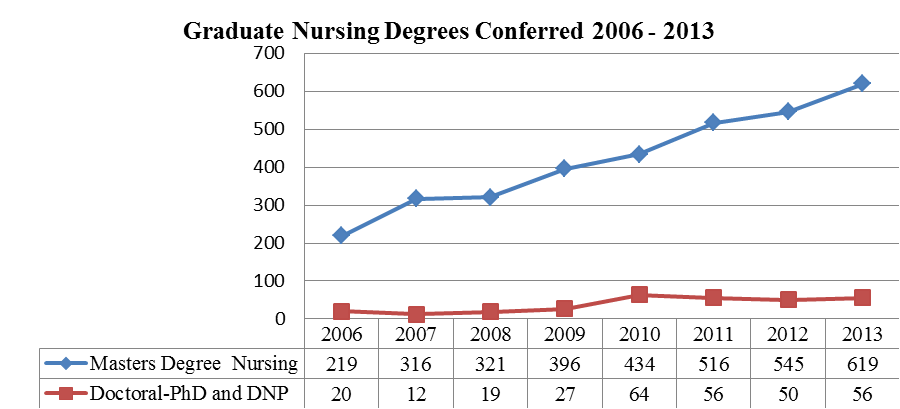 Graduate Nursing Degrees Conferred 2006 - 2013
700
600
500
400
300
200
100
0
2006 2007 2008 2009 2010 2011 2012 2013
Masters Degree Nursing 219 316 321 396 434 516 545 619
Doctoral-PhD and DNP 20 12 19 27 64 56 50 56